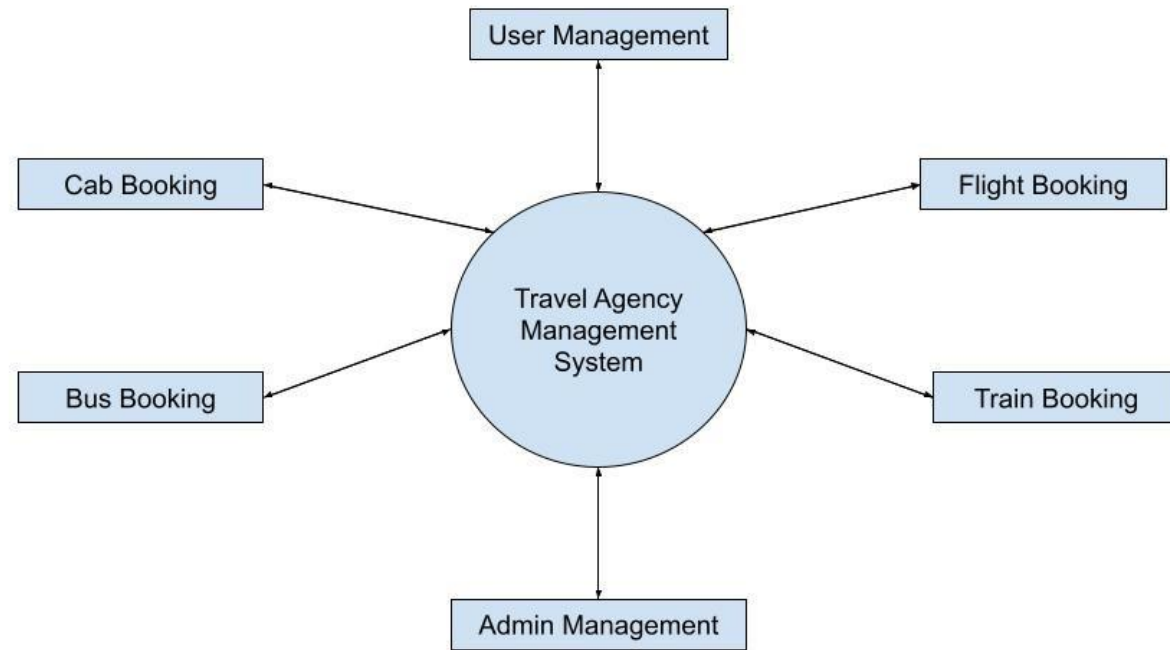 User Management
Cab Booking
Flight Booking
Travel Agency
Management
System
Bus Booking
Train Booking
Admin Management